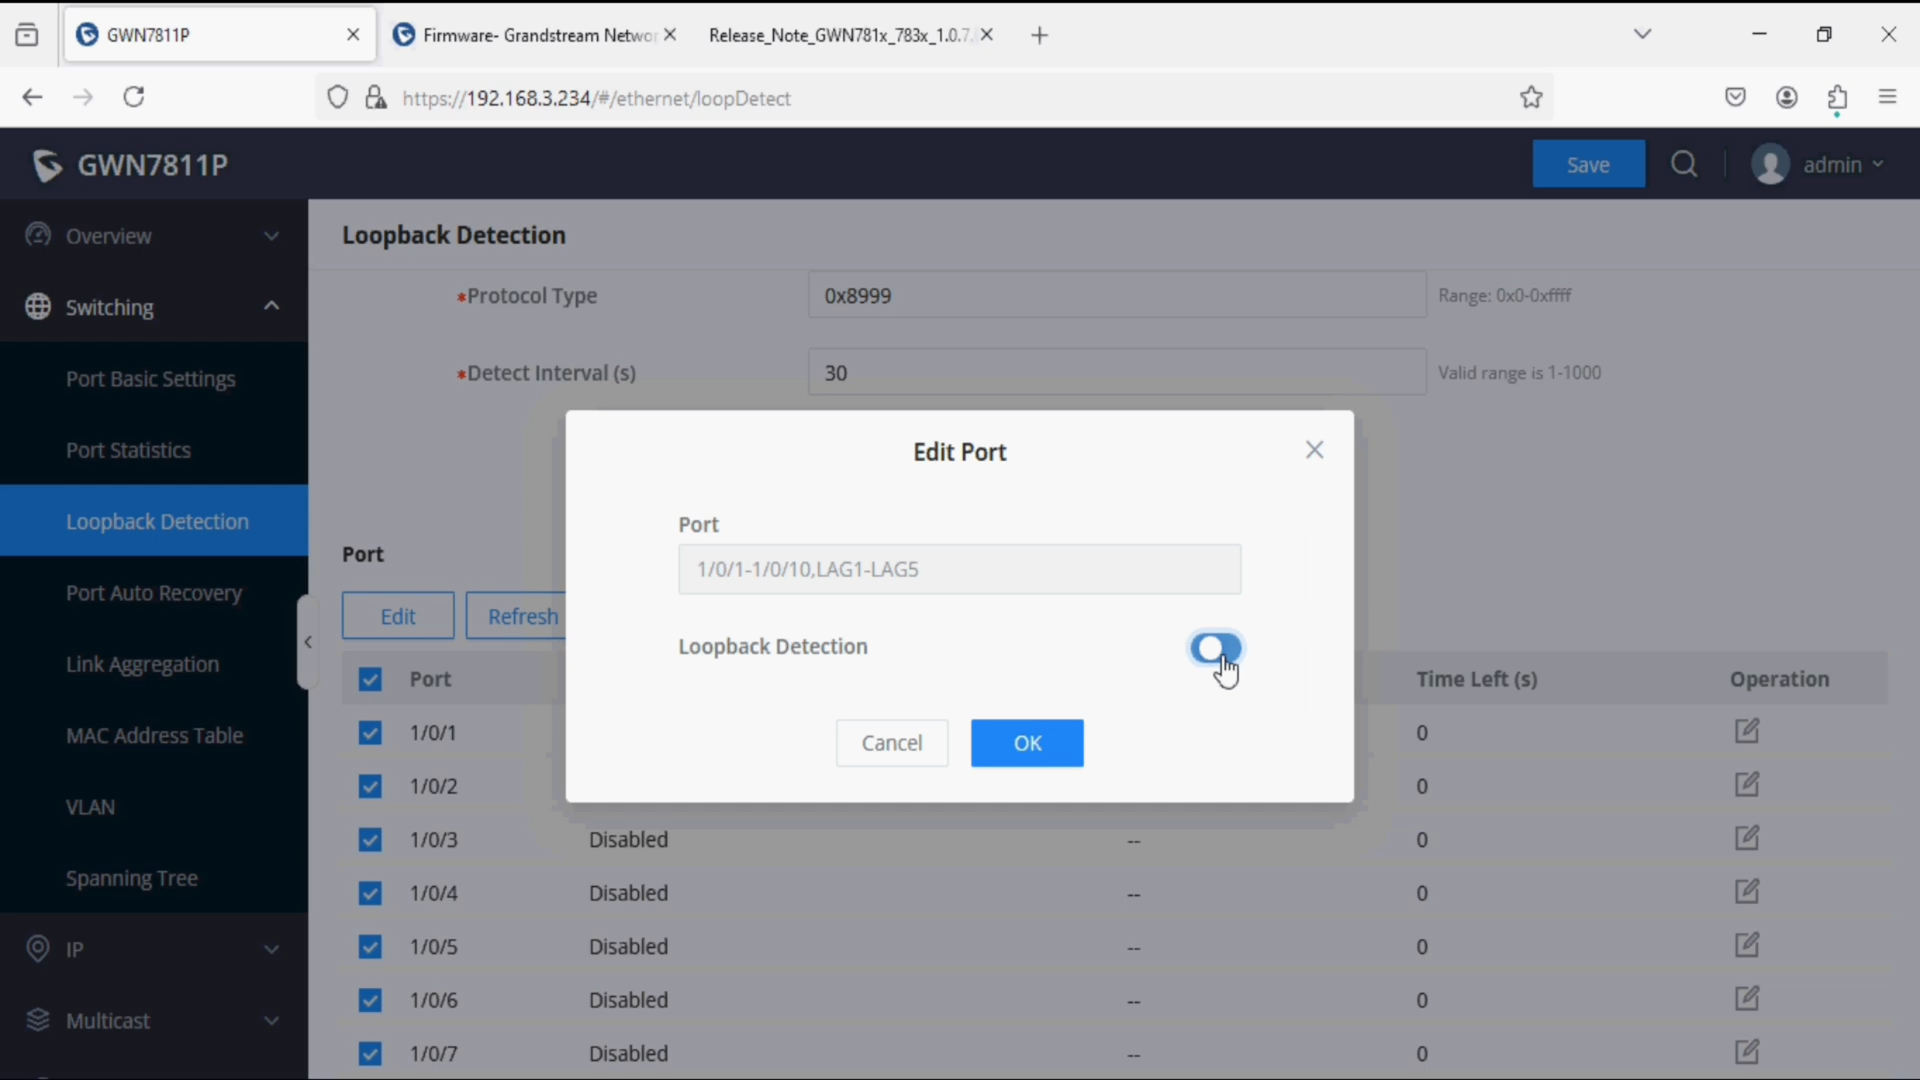 GWN7811P
Firmware- Grandstream Networ
Release_Note_GWN781x_783x_1.0.7.
https://192.168.3.234/#/ethernet/loopDetect
GWN7811P
Save
admin
Overview
Switching
Port Basic Settings
Port Statistics
Loopback Detection
Port Auto Recovery
Link Aggregation
MAC Address Table
VLAN
Spanning Tree
IP
Multicast
Loopback Detection
*Protocol Type
0x8999
Range: 0x0-0xffff
*Detect Interval (s)
30
Valid range is 1-1000
Port
Edit
Refresh
Edit Port
Port
1/0/1-1/0/10,LAG1-LAG5
Loopback Detection
Cancel
OK
Port Time Left (s) Operation
1/0/1 0
1/0/2 0
1/0/3 Disabled -- 0
1/0/4 Disabled -- 0
1/0/5 Disabled -- 0
1/0/6 Disabled -- 0
1/0/7 Disabled -- 0